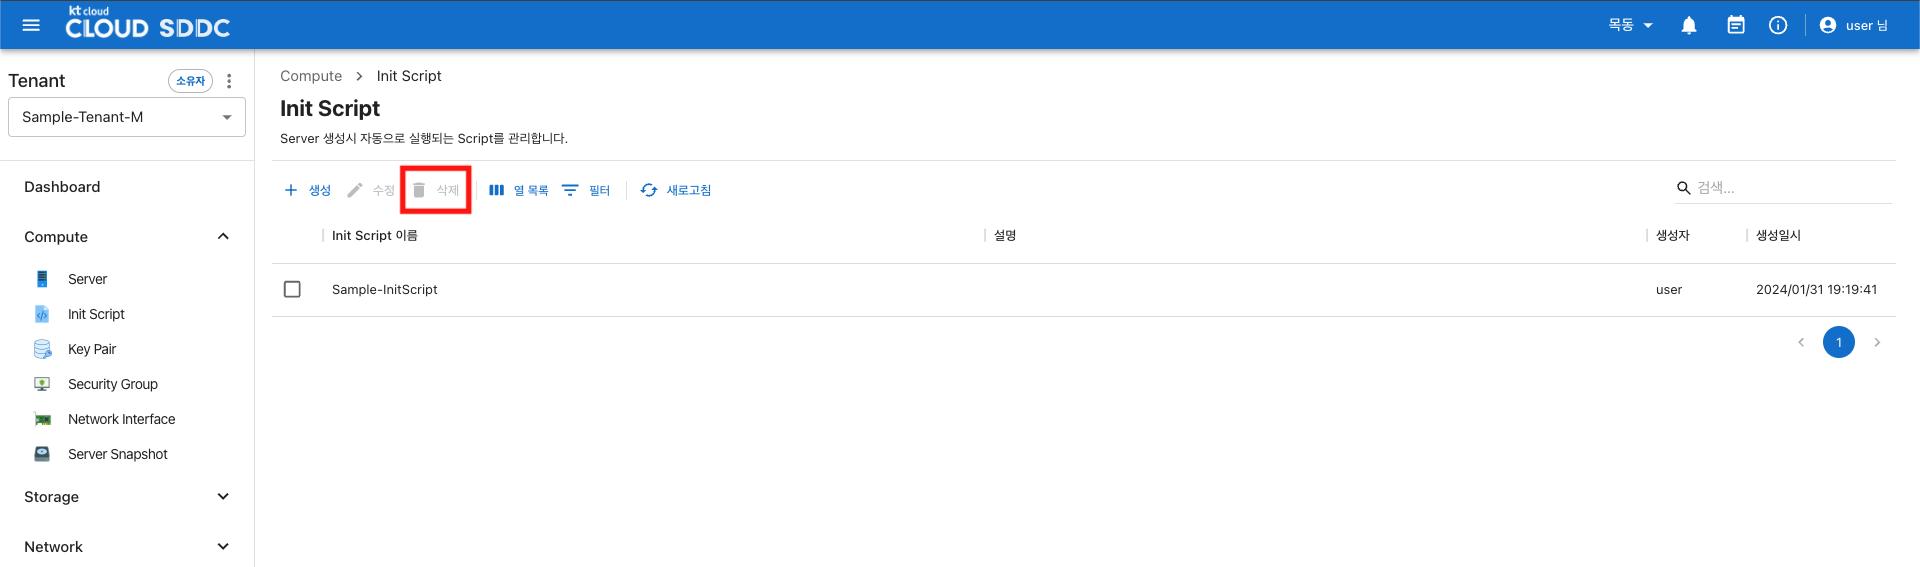 kt cloud
CLOUD SDDC
목동
user 님
Tenant
소유자
Sample-Tenant-M
Dashboard
Compute
Server
Init Script
Key Pair
Security Group
Network Interface
Server Snapshot
Storage
Network
Compute > Init Script
Init Script
Server 생성시 자동으로 실행되는 Script를 관리합니다.
생성 수정 삭제 열 목록 필터 새로고침
검색...
Init Script 이름 설명 생성자 생성일시
Sample-InitScript user 2024/01/31 19:19:41
1